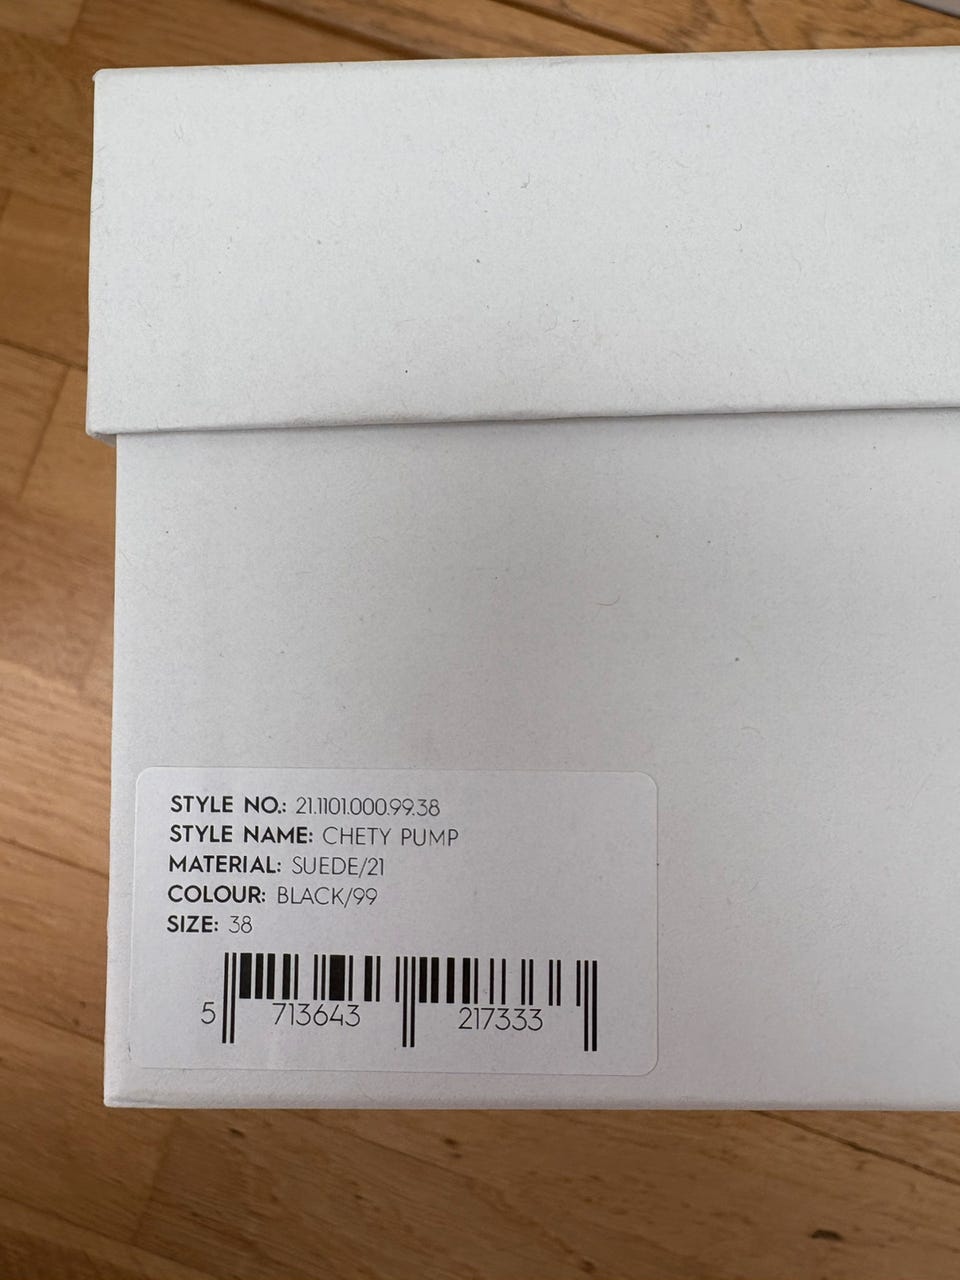 STYLE NO.: 21.1101.000.99.38
STYLE NAME: CHETY PUMP
MATERIAL: SUEDE/21
COLOUR: BLACK/99
SIZE: 38
5 713643 217333